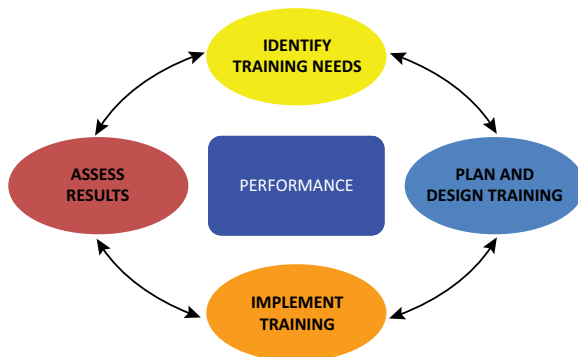 IDENTIFY
TRAINING NEEDS
ASSESS
RESULTS
PERFORMANCE
PLAN AND
DESIGN TRAINING
IMPLEMENT
TRAINING